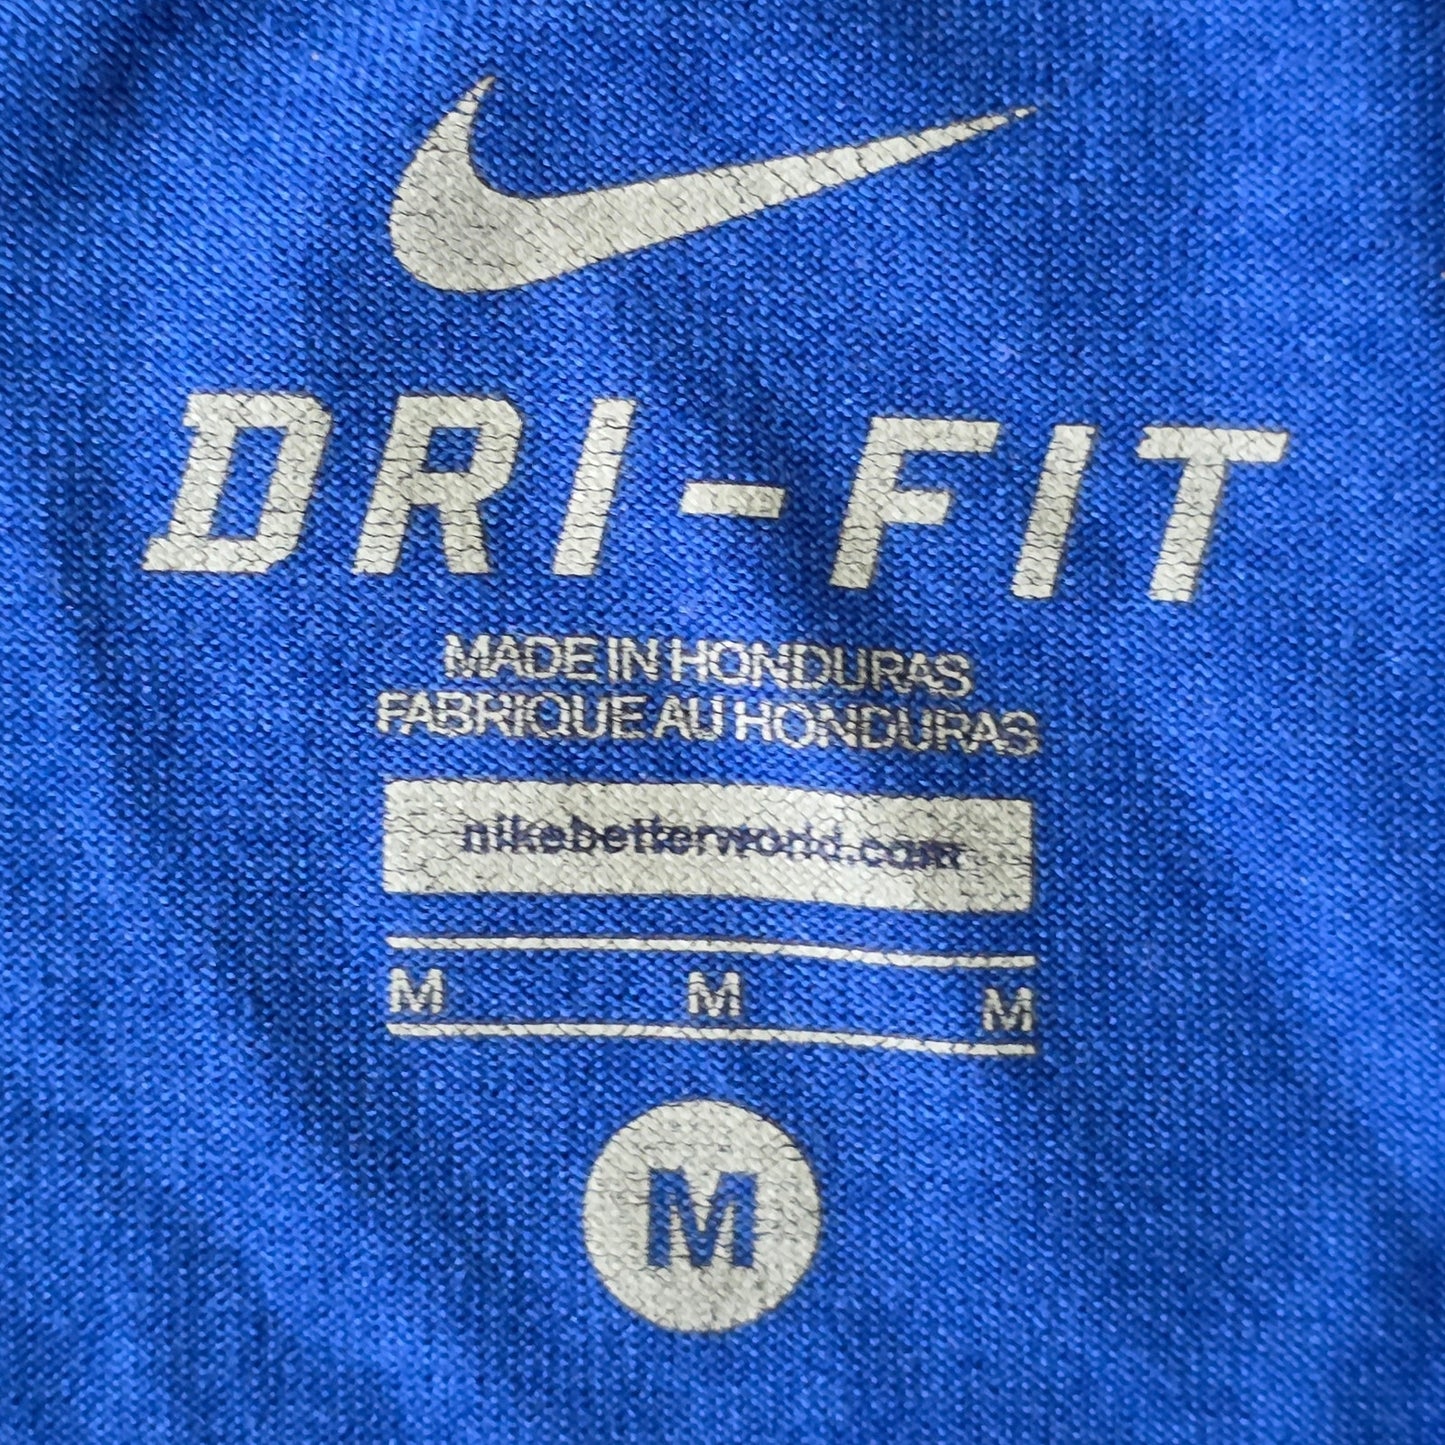 DRI-FIT
MADE IN HONDURAS
FABRIQUE AU HONDURAS
nikebetterworld.com
M M M
M